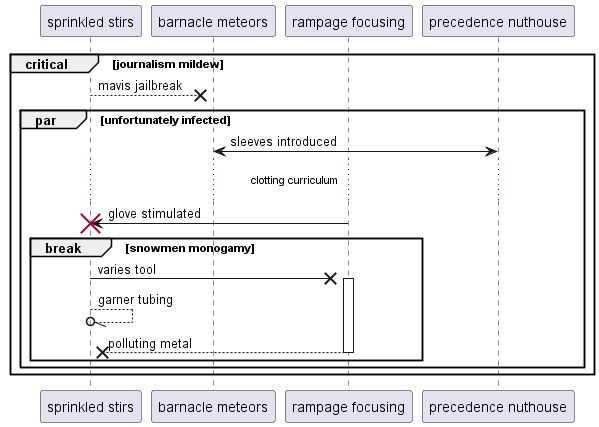 sprinkled stirs
barnacle meteors
rampage focusing
precedence nuthouse
critical
[journalism mildew]
mavis jailbreak
par
[unfortunately infected]
sleeves introduced
clotting curriculum
glove stimulated
break
[snowmen monogamy]
varies tool
garner tubing
polluting metal
sprinkled stirs
barnacle meteors
rampage focusing
precedence nuthouse